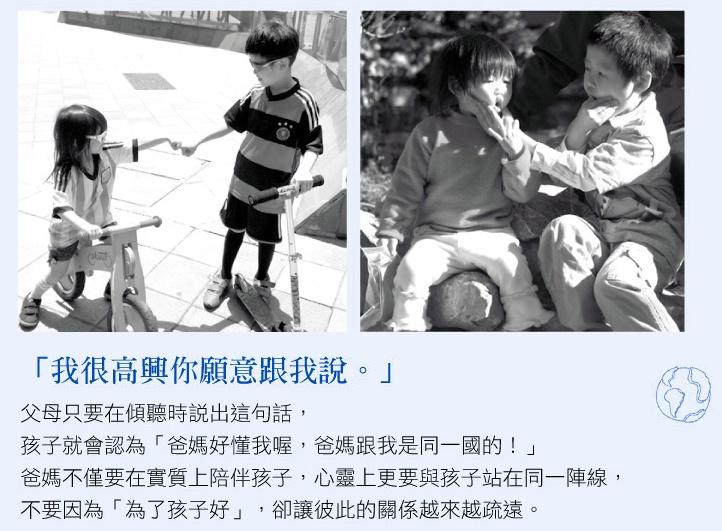 「我很高興你願意跟我說。」
父母只要在傾聽時說出這句話，
孩子就會認為「爸媽好懂我喔，爸媽跟我是同一國的！」
爸媽不僅要在實質上陪伴孩子，心靈上更要與孩子站在同一陣線，
不要因為「為了孩子好」，卻讓彼此的關係越來越疏遠。